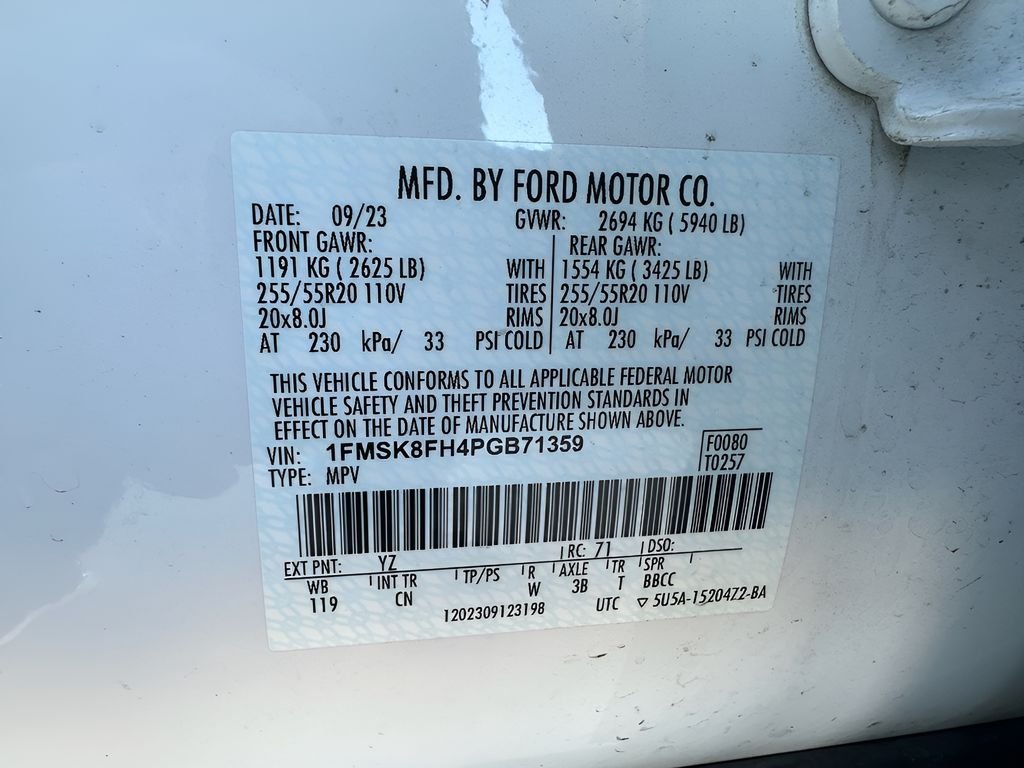 MFD. BY FORD MOTOR CO.
DATE: 09/23 GVWR: 2694 KG ( 5940 LB)
FRONT GAWR: REAR GAWR:
1191 KG ( 2625 LB) WITH 1554 KG ( 3425 LB) WITH
255/55R20 110V TIRES 255/55R20 110V TIRES
20x8.0J RIMS 20x8.0J RIMS
AT 230 kPa/ 33 PSI COLD AT 230 kPa/ 33 PSI COLD
THIS VEHICLE CONFORMS TO ALL APPLICABLE FEDERAL MOTOR
VEHICLE SAFETY AND THEFT PREVENTION STANDARDS IN
EFFECT ON THE DATE OF MANUFACTURE SHOWN ABOVE.
VIN: 1FMSK8FH4PGB71359 F0080
TYPE: MPV T0257
EXT PNT: YZ RC: 71 DSO:
WB INT TR TP/PS R AXLE TR SPR
119 CN W 3B T BBCC
1202309123198 UTC ▽ 5U5A-15204Z2-BA